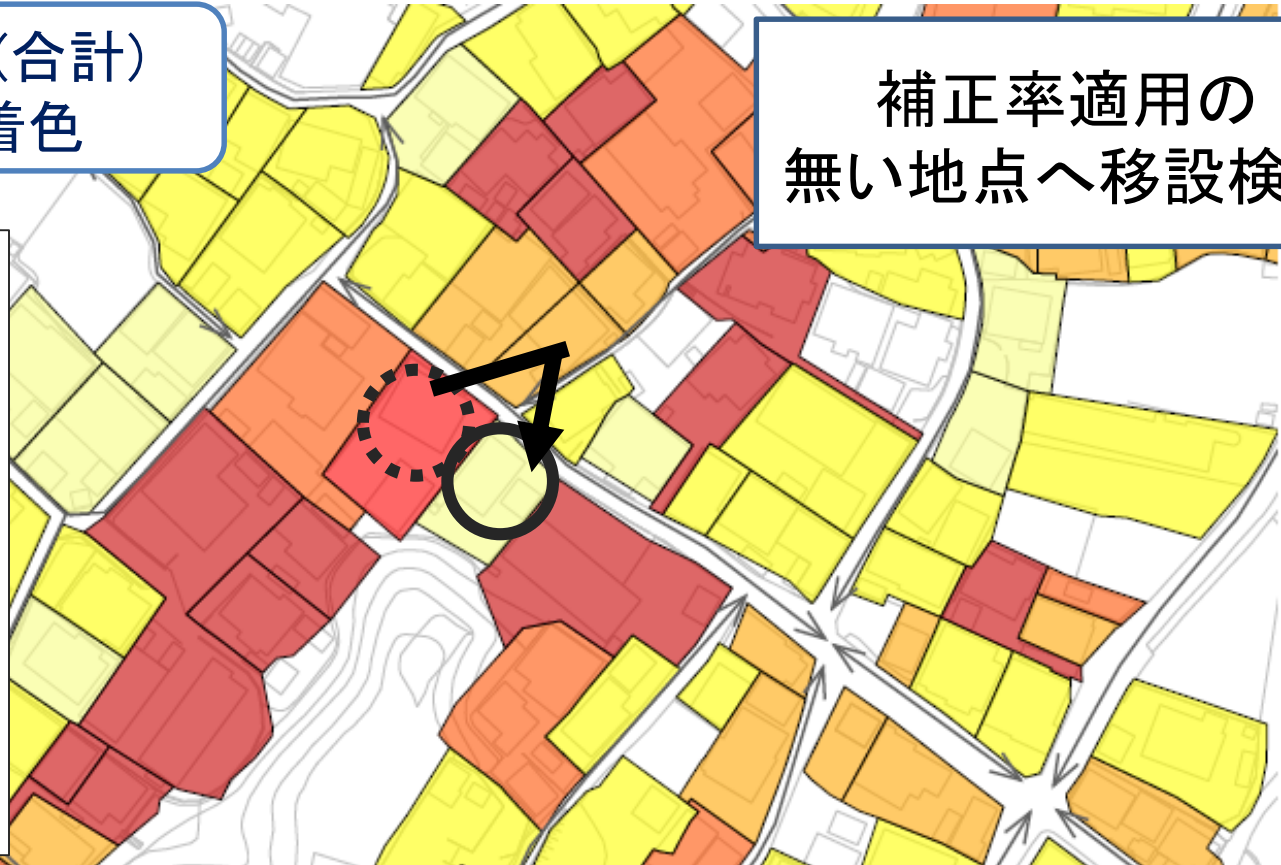 (合計)
着色
補正率適用の
無い地点へ移設検